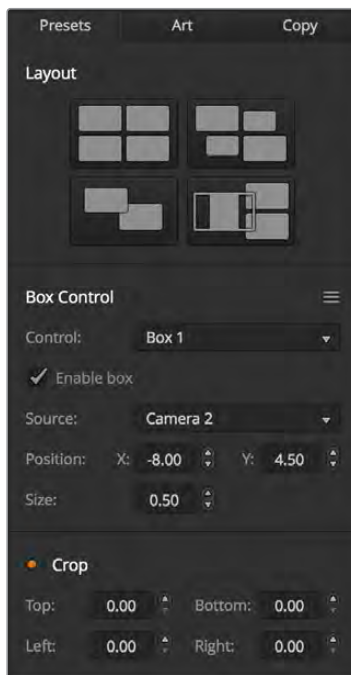 Presets Art Copy
Layout
Box Control
Control: Box 1
Enable box
Source: Camera 2
Position: X: -8.00 Y: 4.50
Size: 0.50
Crop
Top: 0.00 Bottom: 0.00
Left: 0.00 Right: 0.00